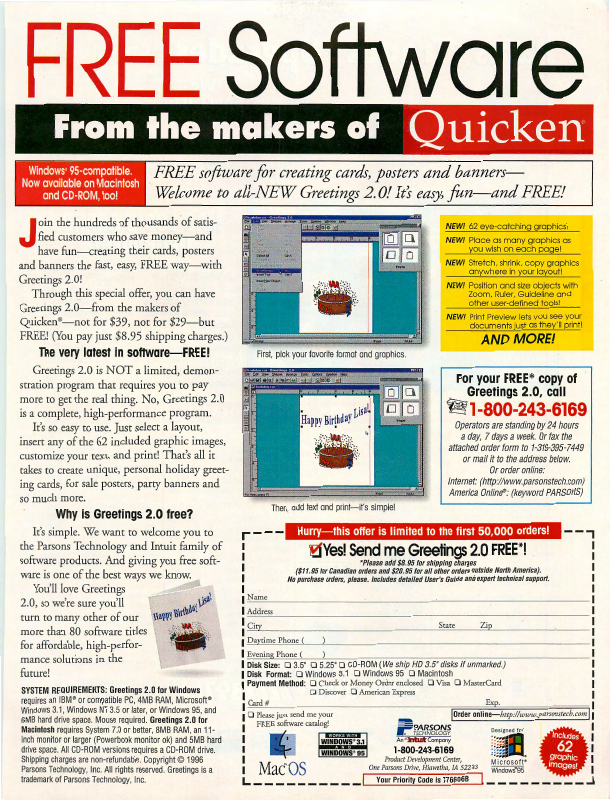 FREE Software
From the makers of Quicken®
Windows® 95-compatible.
Now available on Macintosh
and CD-ROM, too!
FREE software for creating cards, posters and banners—
Welcome to all-NEW Greetings 2.0! It's easy, fun—and FREE!
Join the hundreds of thousands of satis-
fied customers who save money—and
have fun—creating their cards, posters
and banners the fast, easy, FREE way—with
Greetings 2.0!
Through this special offer, you can have
Greetings 2.0—from the makers of
Quicken®—not for $39, not for $29—but
FREE! (You pay just $8.95 shipping charges.)
The very latest in software—FREE!
Greetings 2.0 is NOT a limited, demon-
stration program that requires you to pay
more to get the real thing. No, Greetings 2.0
is a complete, high-performance program.
It's so easy to use. Just select a layout,
insert any of the 62 included graphic images,
customize your text, and print! That's all it
takes to create unique, personal holiday greet-
ing cards, for sale posters, party banners and
so much more.
Why is Greetings 2.0 free?
It's simple. We want to welcome you to
the Parsons Technology and Intuit family of
software products. And giving you free soft-
ware is one of the best ways we know.
You'll love Greetings
2.0, so we're sure you'll
turn to many other of our
more than 80 software titles
for affordable, high-perfor-
mance solutions in the
future!
Happy Birthday Lisa!
SYSTEM REQUIREMENTS: Greetings 2.0 for Windows
requires an IBM® or compatible PC, 4MB RAM, Microsoft®
Windows 3.1, Windows NT 3.5 or later, or Windows 95, and
6MB hard drive space. Mouse required. Greetings 2.0 for
Macintosh requires System 7.0 or better, 8MB RAM, an 11-
inch monitor or larger (Powerbook monitor ok) and 5MB hard
drive space. All CD-ROM versions requires a CD-ROM drive.
Shipping charges are non-refundable. Copyright © 1996
Parsons Technology, Inc. All rights reserved. Greetings is a
trademark of Parsons Technology, Inc.
First, pick your favorite format and graphics.
Happy Birthday Lisa!
Then, add text and print—it's simple!
NEW! 62 eye-catching graphics!
NEW! Place as many graphics as
you wish on each page!
NEW! Stretch, shrink, copy graphics
anywhere in your layout!
NEW! Position and size objects with
Zoom, Ruler, Guideline and
other user-defined tools!
NEW! Print Preview lets you see your
documents just as they'll print!
AND MORE!
For your FREE* copy of
Greetings 2.0, call
1-800-243-6169
Operators are standing by 24 hours
a day, 7 days a week. Or fax the
attached order form to 1-319-395-7449
or mail it to the address below.
Or order online:
Internet: (http://www.parsonstech.com)
America Online®: (keyword PARSONS)
Hurry—this offer is limited to the first 50,000 orders!
Yes! Send me Greetings 2.0 FREE*!
*Please add $8.95 for shipping charges
($11.95 for Canadian orders and $20.95 for all other orders outside North America).
No purchase orders, please. Includes detailed User's Guide and expert technical support.
Name
Address
City State Zip
Daytime Phone ( )
Evening Phone ( )
Disk Size: 3.5" 5.25" CD-ROM (We ship HD 3.5" disks if unmarked.)
Disk Format: Windows 3.1 Windows 95 Macintosh
Payment Method: Check or Money Order enclosed Visa MasterCard
Discover American Express
Card # Exp.
Please just send me your
FREE software catalog!
Order online—http://www.parsonstech.com
Mac OS
WORKS WITH
WINDOWS® 3.1
AND
WINDOWS® 95
PARSONS
TECHNOLOGY
An Intuit Company
1-800-243-6169
Product Development Center,
One Parsons Drive, Hiawatha, IA 52233
Your Priority Code is 176606B
Designed for
Microsoft®
Windows®95
Includes
62
graphic
images!